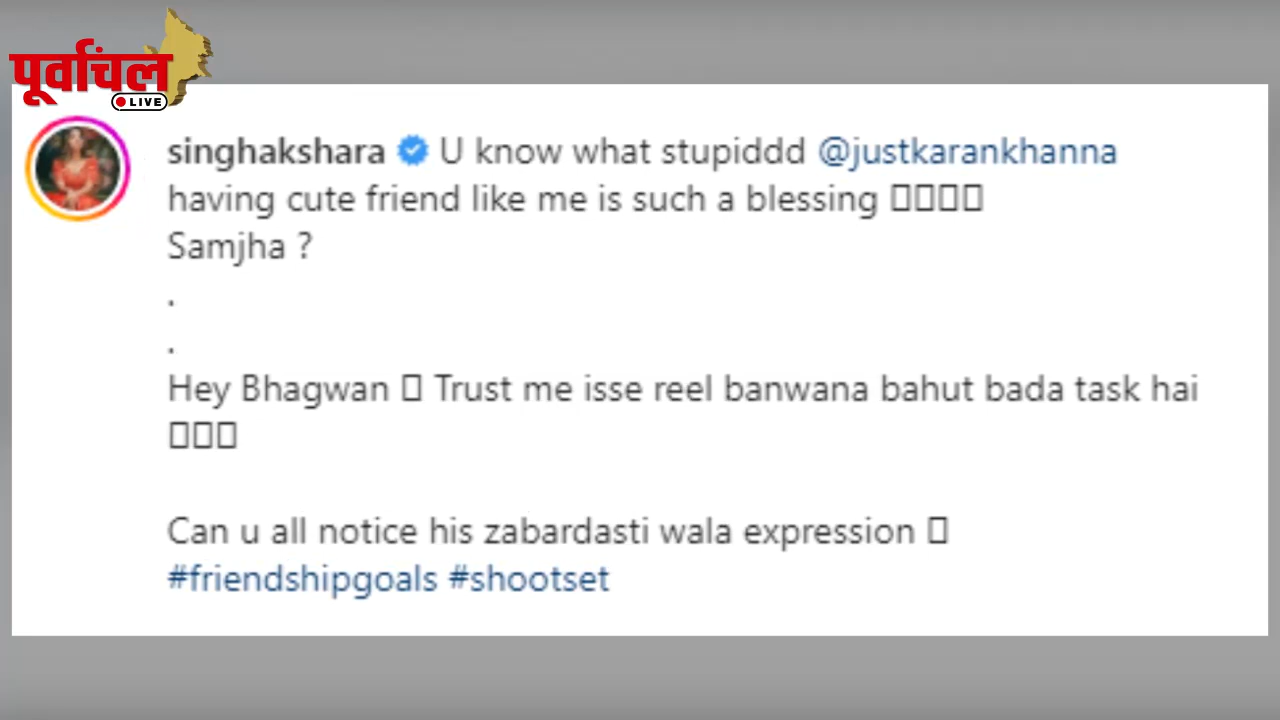 पूर्वांचल
LIVE
singhakshara U know what stupiddd @justkarankhanna
having cute friend like me is such a blessing 
Samjha ?
.
.
Hey Bhagwan Trust me isse reel banwana bahut bada task hai
Can u all notice his zabardasti wala expression
#friendshipgoals #shootset